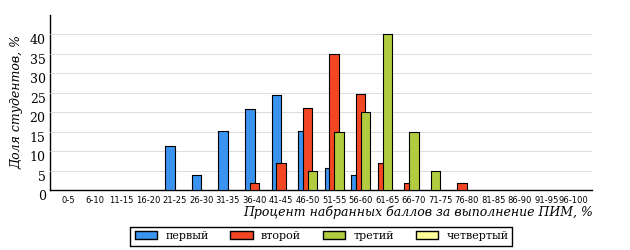 Доля студентов, %
40
35
30
25
20
15
10
5
0
0-5 6-10 11-15 16-20 21-25 26-30 31-35 36-40 41-45 46-50 51-55 56-60 61-65 66-70 71-75 76-80 81-85 86-90 91-95 96-100
Процент набранных баллов за выполнение ПИМ, %
первый второй третий четвертый